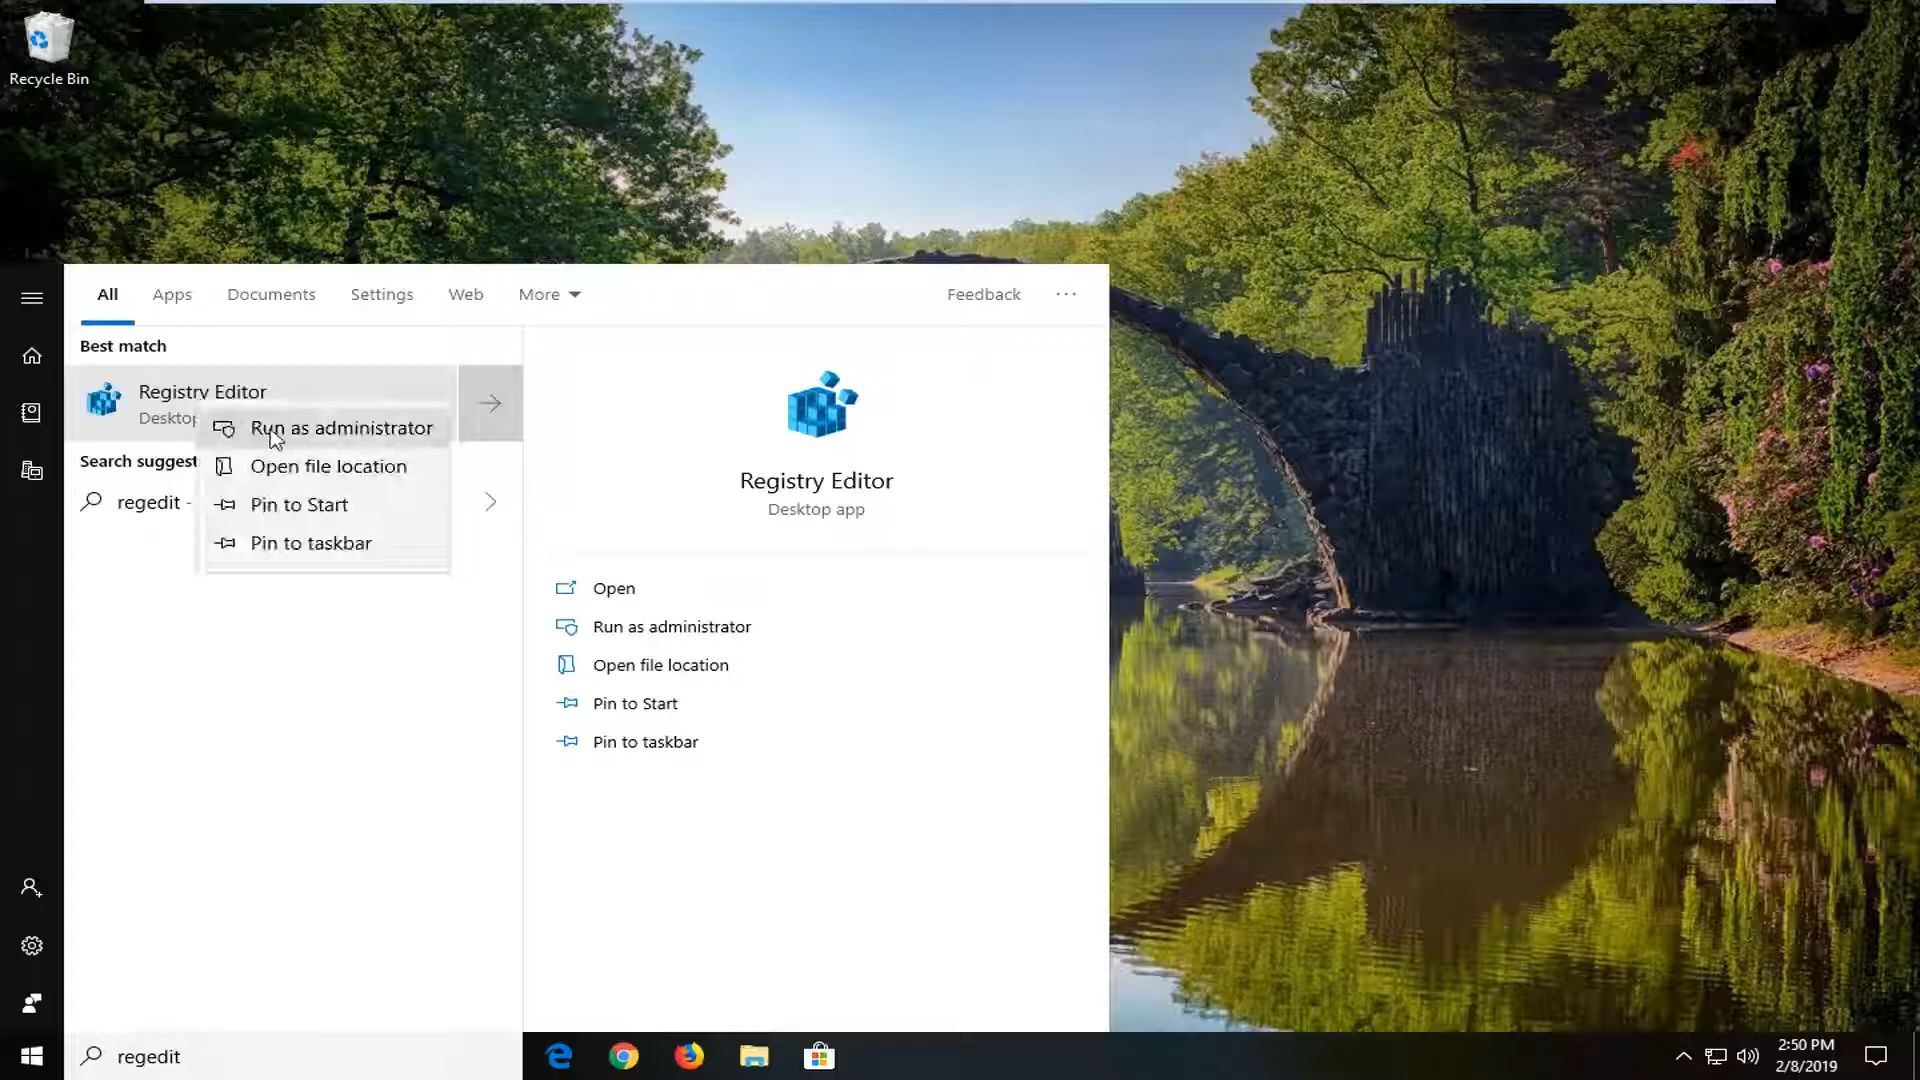 Recycle Bin
All Apps Documents Settings Web More Feedback
Best match
Registry Editor
Desktop
Run as administrator
Search suggest
Open file location
regedit -
Pin to Start
Pin to taskbar
Registry Editor
Desktop app
Open
Run as administrator
Open file location
Pin to Start
Pin to taskbar
regedit
2:50 PM
2/8/2019